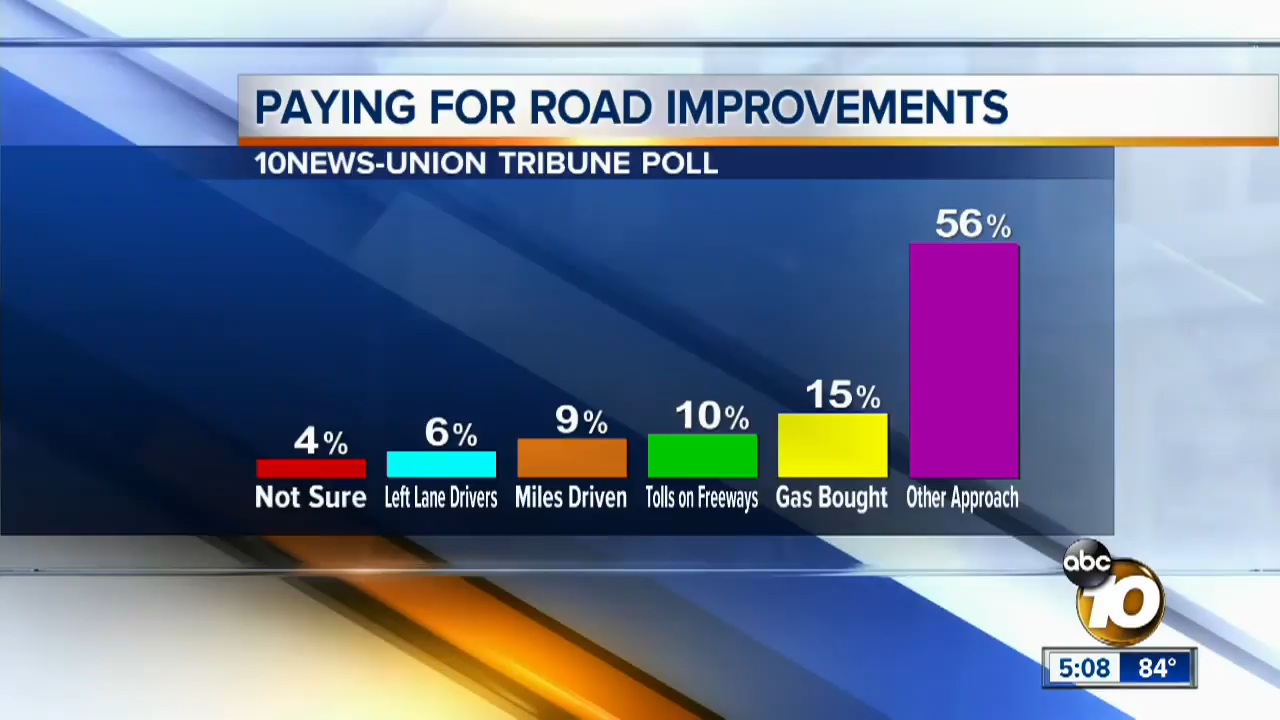 PAYING FOR ROAD IMPROVEMENTS
10NEWS-UNION TRIBUNE POLL
4% 6% 9% 10% 15% 56%
Not Sure Left Lane Drivers Miles Driven Tolls on Freeways Gas Bought Other Approach
abc
10
5:08 84°